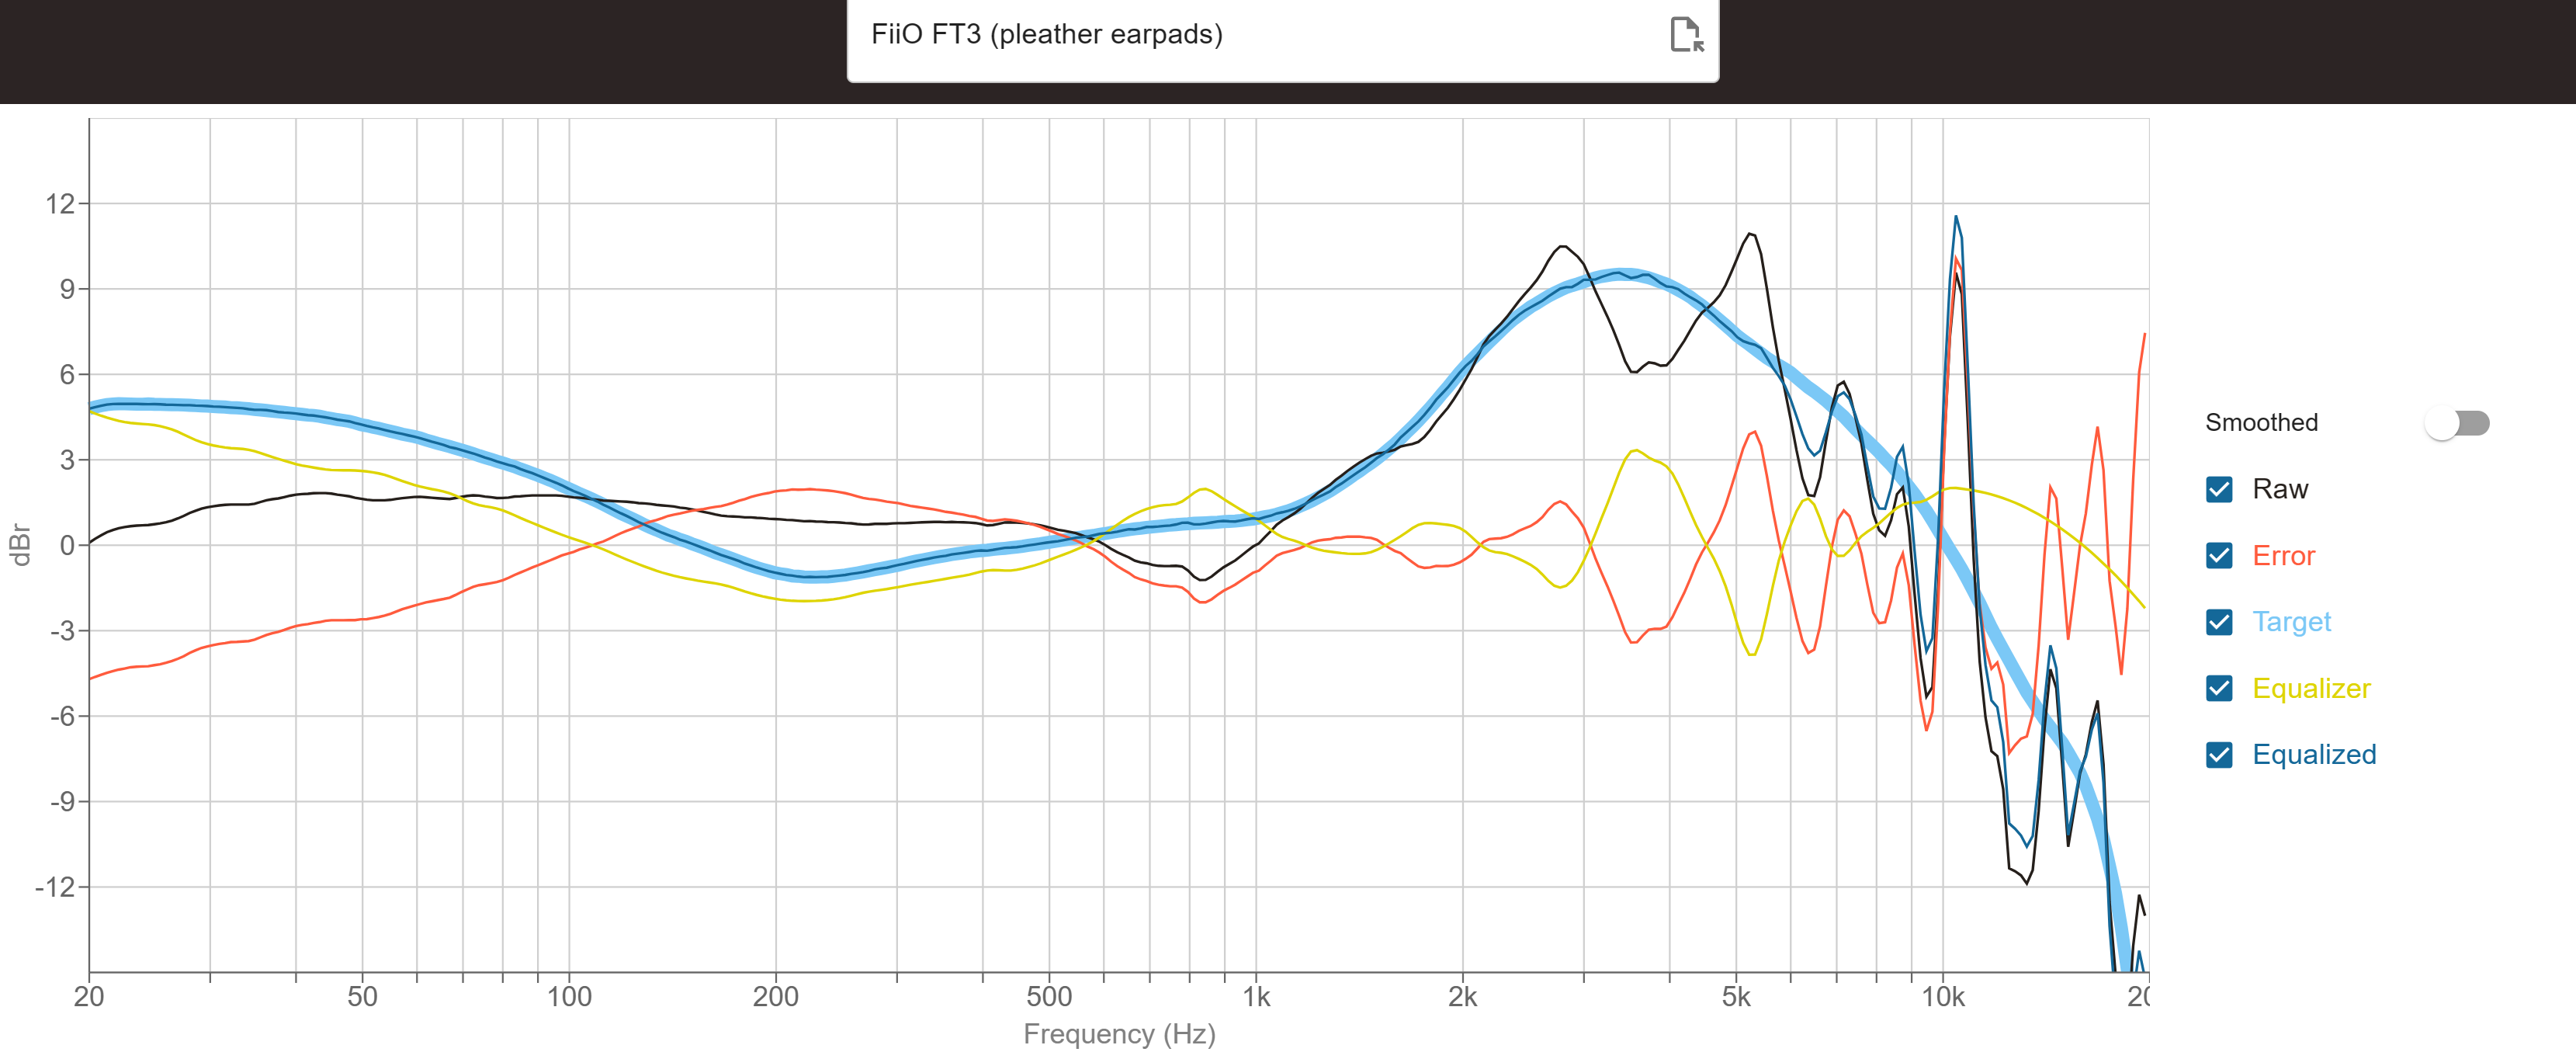 FiiO FT3 (pleather earpads)
12
9
6
3
0
-3
-6
-9
-12
dBr
20 50 100 200 500 1k 2k 5k 10k 20
Frequency (Hz)
Smoothed
Raw
Error
Target
Equalizer
Equalized